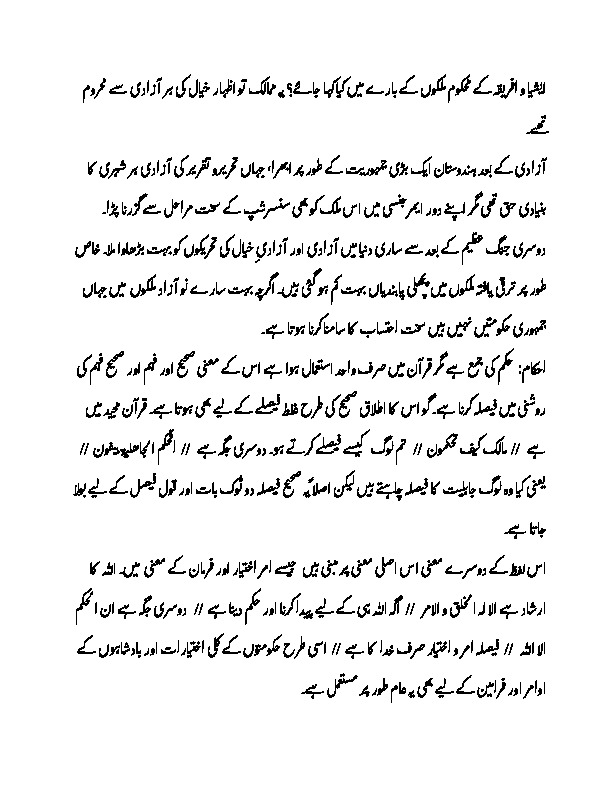 ایشیا و افریقہ کے محکوم ملکوں کے بارے میں کیا کہا جائے؟ یہ ممالک تو اظہار خیال کی ہر آزادی سے محروم
تھے۔
آزادی کے بعد ہندوستان ایک بڑی جمہوریت کے طور پر ابھرا، جہاں تحریر و تقریر کی آزادی ہر شہری کا
بنیادی حق تھی مگر اپنے دور ایمرجنسی میں اس ملک کو بھی سنسر شپ کے سخت مراحل سے گزرنا پڑا۔
دوسری جنگ عظیم کے بعد سے ساری دنیا میں آزادی اور آزادیِ خیال کی تحریکوں کو بہت بڑھاوا ملا۔ خاص
طور پر ترقی یافتہ ملکوں میں پچھلی پابندیاں بہت کم ہو گئی ہیں۔ اگرچہ بہت سارے نو آزاد ملکوں میں جہاں
جمہوری حکومتیں نہیں ہیں سخت احتساب کا سامنا کرنا ہوتا ہے۔
احکام: حکم کی جمع ہے مگر قرآن میں صرف واحد استعمال ہوا ہے اس کے معنی صحیح اور فہم اور صحیح فہم کی
روشنی میں فیصلہ کرنا ہے۔ گو اس کا اطلاق صحیح کی طرح غلط فیصلے کے لیے بھی ہوتا ہے۔ قرآن مجید میں
ہے // مالک کیف تحکمون // تم لوگ کیسے فیصلے کرتے ہو۔ دوسری جگہ ہے // افحکم الجاھلیۃ یبغون //
یعنی کیا وہ لوگ جاہلیت کا فیصلہ چاہتے ہیں لیکن اصلاً یہ صحیح فیصلہ دو ٹوک بات اور قول فیصل کے لیے بولا
جاتا ہے۔
اس لفظ کے دوسرے معنی اس اصلی معنی پر مبنی ہیں جیسے امر اختیار اور فرمان کے معنی میں۔ اللہ کا
ارشاد ہے الا لہ الخلق و الامر // آگہ اللہ ہی کے لیے پیدا کرنا اور حکم دینا ہے // دوسری جگہ ہے ان الحکم
الا اللہ // فیصلہ امر و اختیار صرف خدا کا ہے // اسی طرح حکومتوں کے کلی اختیارات اور بادشاہوں کے
اوامر اور فرامین کے لیے بھی یہ عام طور پر مستعمل ہے۔